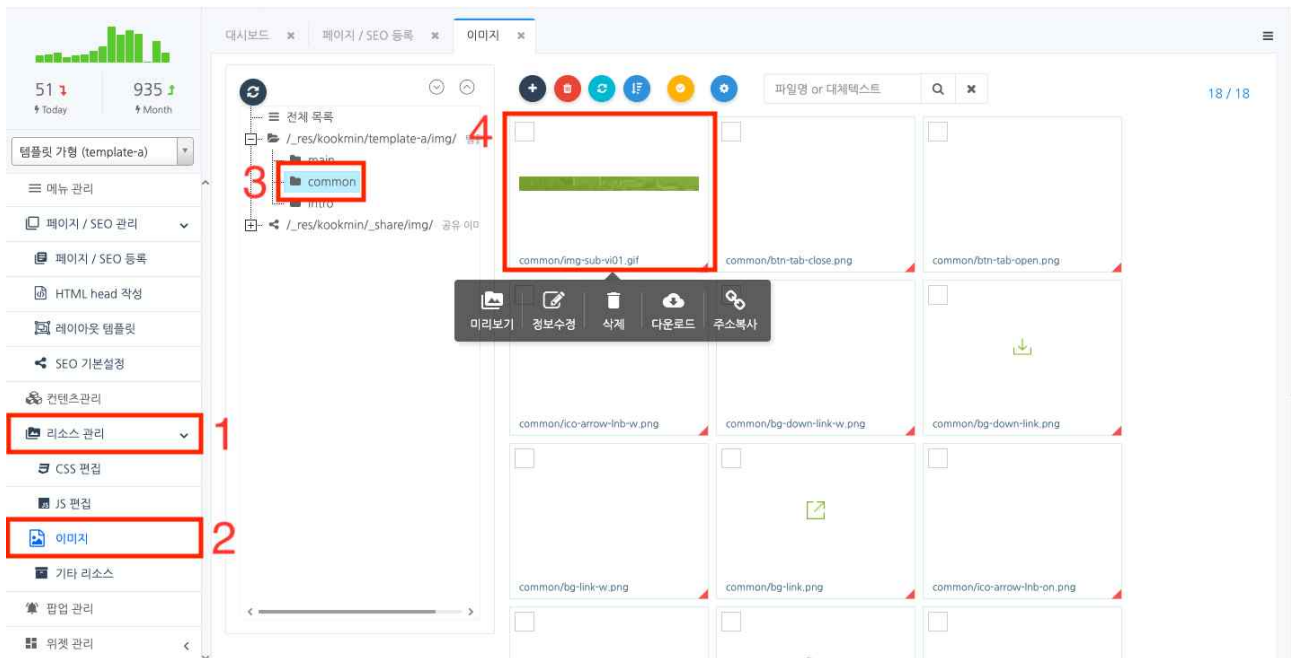 대시보드 ×
페이지 / SEO 등록 ×
이미지 ×
51
935
Today
Month
템플릿 가형 (template-a)
메뉴 관리
페이지 / SEO 관리
페이지 / SEO 등록
HTML head 작성
레이아웃 템플릿
SEO 기본설정
컨텐츠관리
리소스 관리
1
CSS 편집
JS 편집
이미지
2
기타 리소스
팝업 관리
위젯 관리
전체 목록
/_res/kookmin/template-a/img/
main
3
common
intro
/_res/kookmin/_share/img/ 공유 이미
파일명 or 대체텍스트
18 / 18
4
common/img-sub-vi01.gif
common/btn-tab-close.png
common/btn-tab-open.png
미리보기
정보수정
삭제
다운로드
주소복사
common/ico-arrow-lnb-w.png
common/bg-down-link-w.png
common/bg-down-link.png
common/bg-link-w.png
common/bg-link.png
common/ico-arrow-lnb-on.png